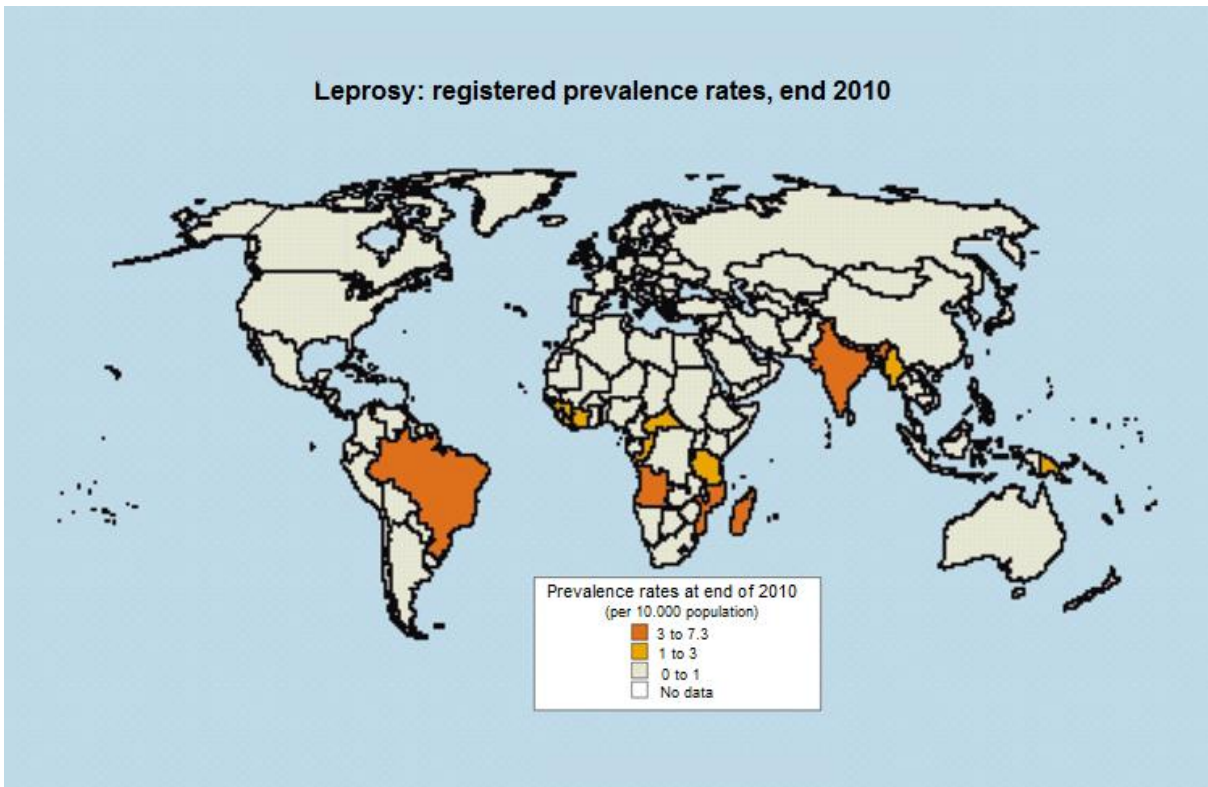 Leprosy: registered prevalence rates, end 2010
Prevalence rates at end of 2010
(per 10.000 population)
3 to 7.3
1 to 3
0 to 1
No data